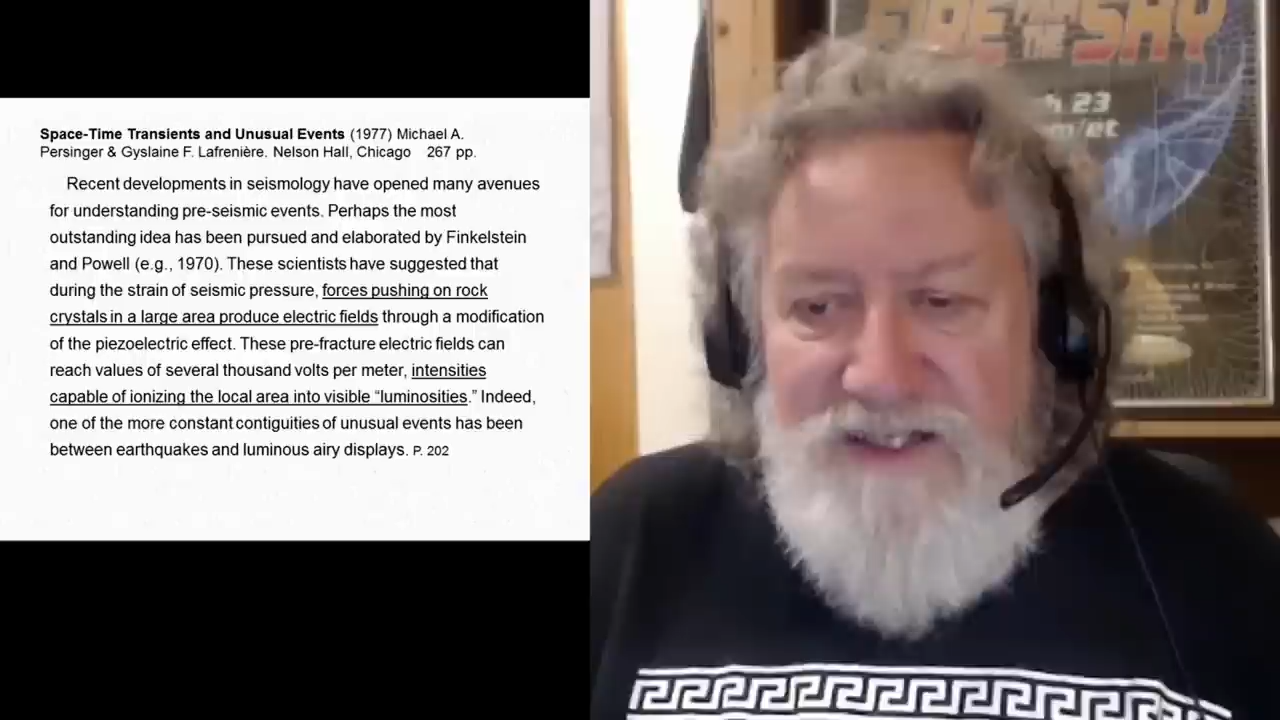 Space-Time Transients and Unusual Events (1977) Michael A.
Persinger & Gyslaine F. Lafrenière. Nelson Hall, Chicago 267 pp.
Recent developments in seismology have opened many avenues
for understanding pre-seismic events. Perhaps the most
outstanding idea has been pursued and elaborated by Finkelstein
and Powell (e.g., 1970). These scientists have suggested that
during the strain of seismic pressure, forces pushing on rock
crystals in a large area produce electric fields through a modification
of the piezoelectric effect. These pre-fracture electric fields can
reach values of several thousand volts per meter, intensities
capable of ionizing the local area into visible “luminosities.” Indeed,
one of the more constant contiguities of unusual events has been
between earthquakes and luminous airy displays. P. 202
FIRE
THE SKY
23